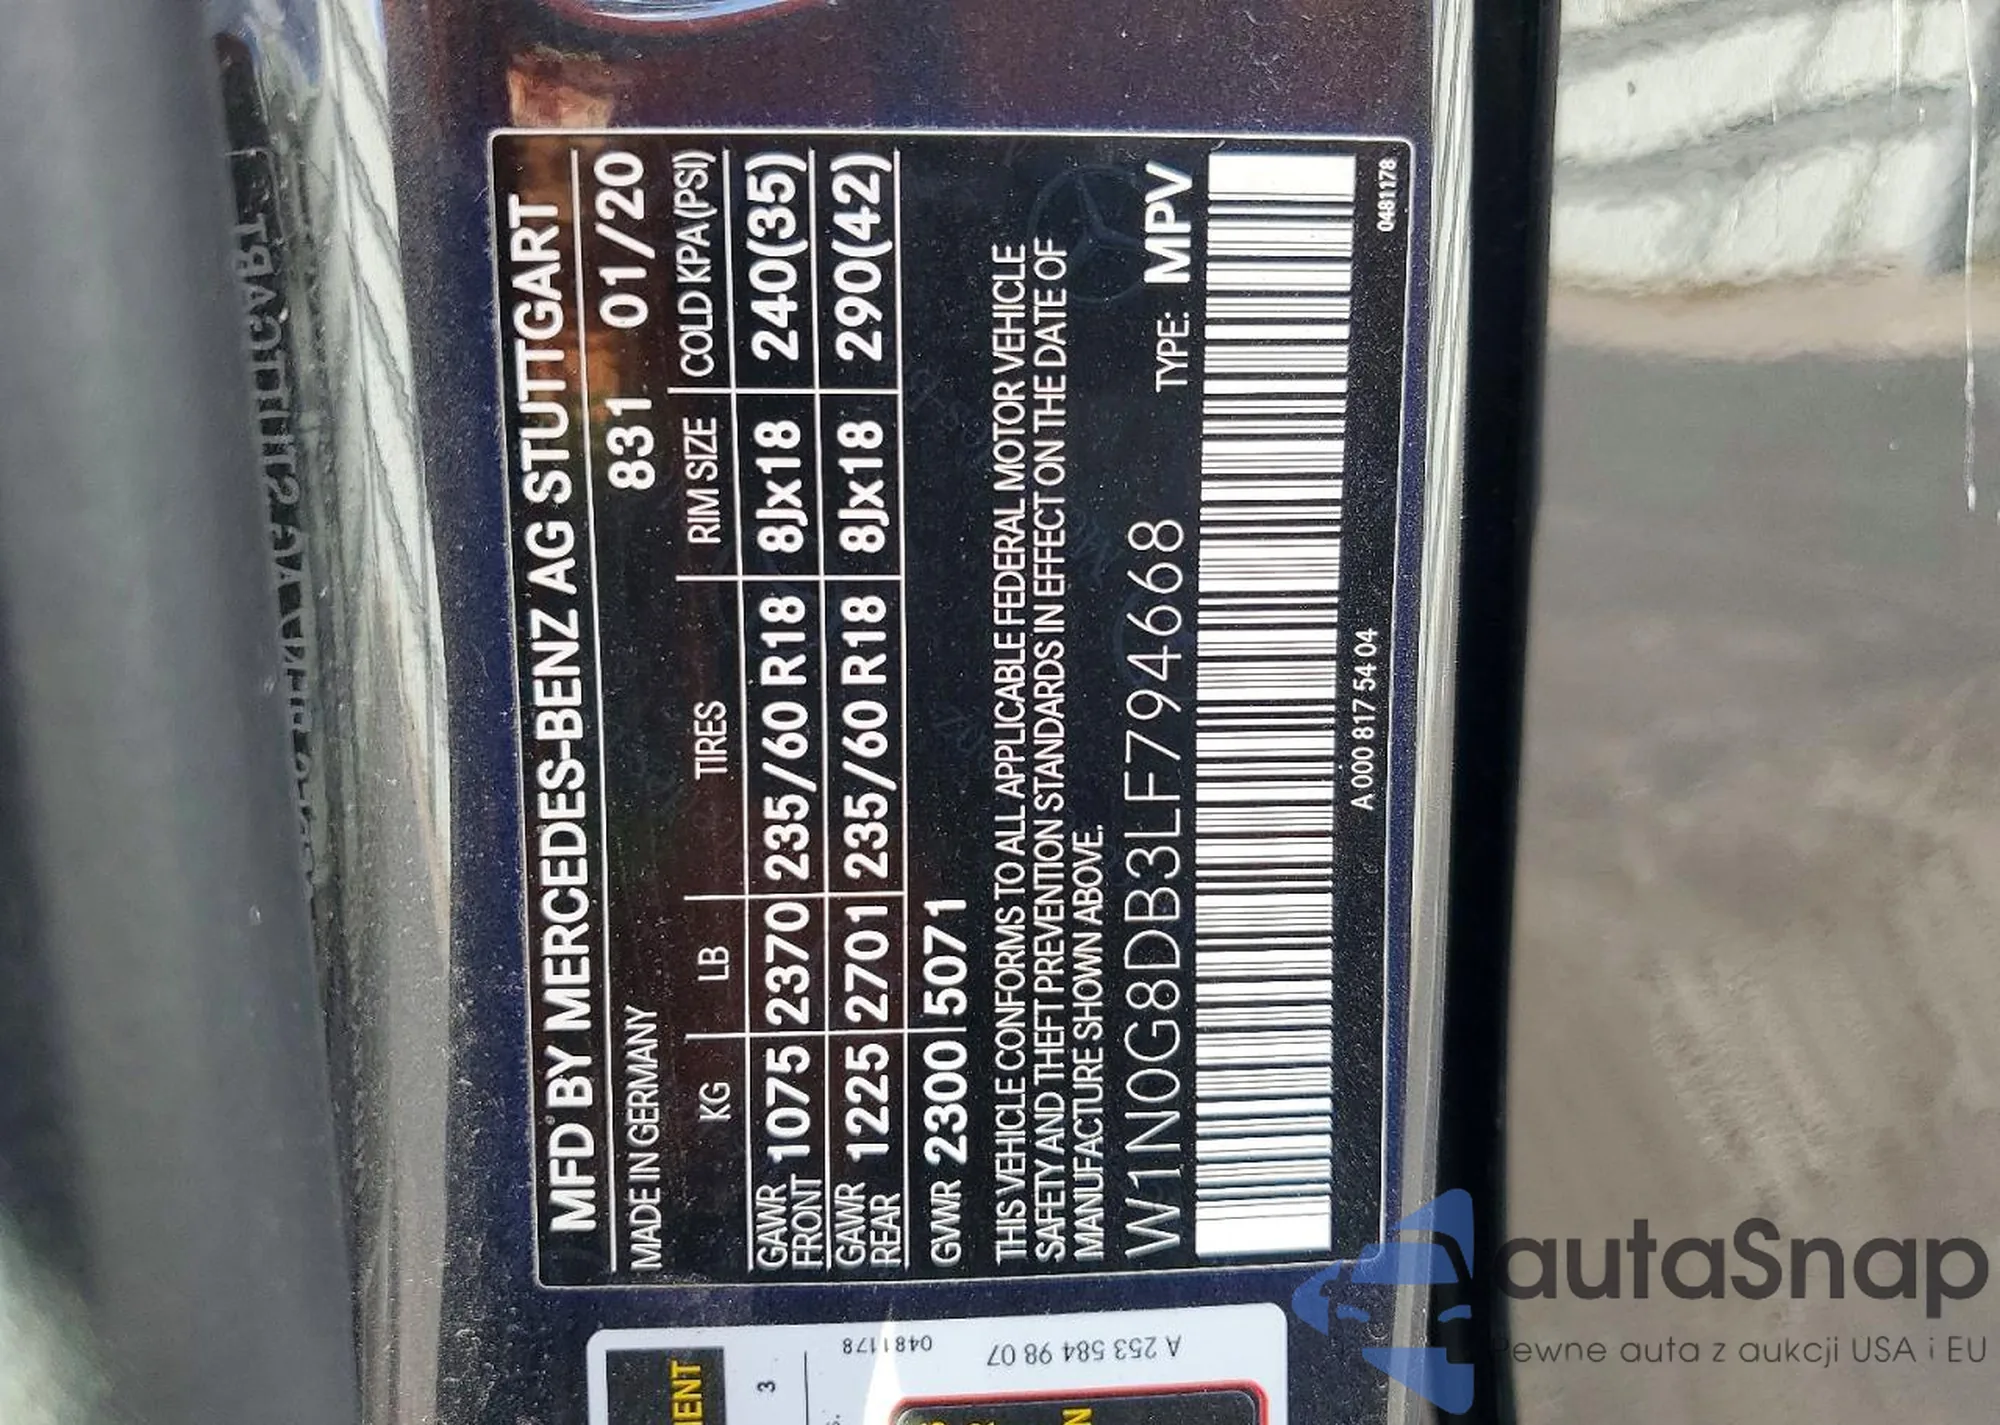 MFD BY MERCEDES-BENZ AG STUTTGART
MADE IN GERMANY 831 01/20
KG LB TIRES RIM SIZE COLD KPA (PSI)
GAWR FRONT 1075 2370 235/60 R18 8Jx18 240(35)
GAWR REAR 1225 2701 235/60 R18 8Jx18 290(42)
GVWR 2300 5071
THIS VEHICLE CONFORMS TO ALL APPLICABLE FEDERAL MOTOR VEHICLE
SAFETY AND THEFT PREVENTION STANDARDS IN EFFECT ON THE DATE OF
MANUFACTURE SHOWN ABOVE.
W1N0G8DB3LF794668 TYPE: MPV
A 000 817 54 04
0481178
0481178
A 253 584 98 07
3
autoSnap
Pewne auta z aukcji USA i EU